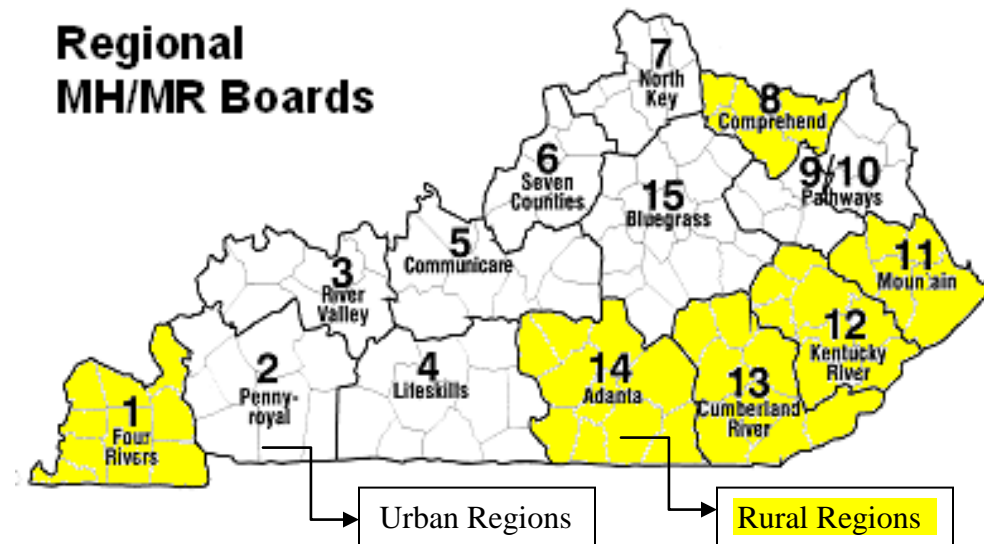 Regional
MH/MR Boards
7
North
Key
8
Comprehend
6
Seven
Counties
9/10
Pathways
15
Bluegrass
5
Communicare
3
River
Valley
11
Mountain
12
Kentucky
River
2
Penny-
royal
4
Lifeskills
14
Adanta
13
Cumberland
River
1
Four
Rivers
Urban Regions
Rural Regions